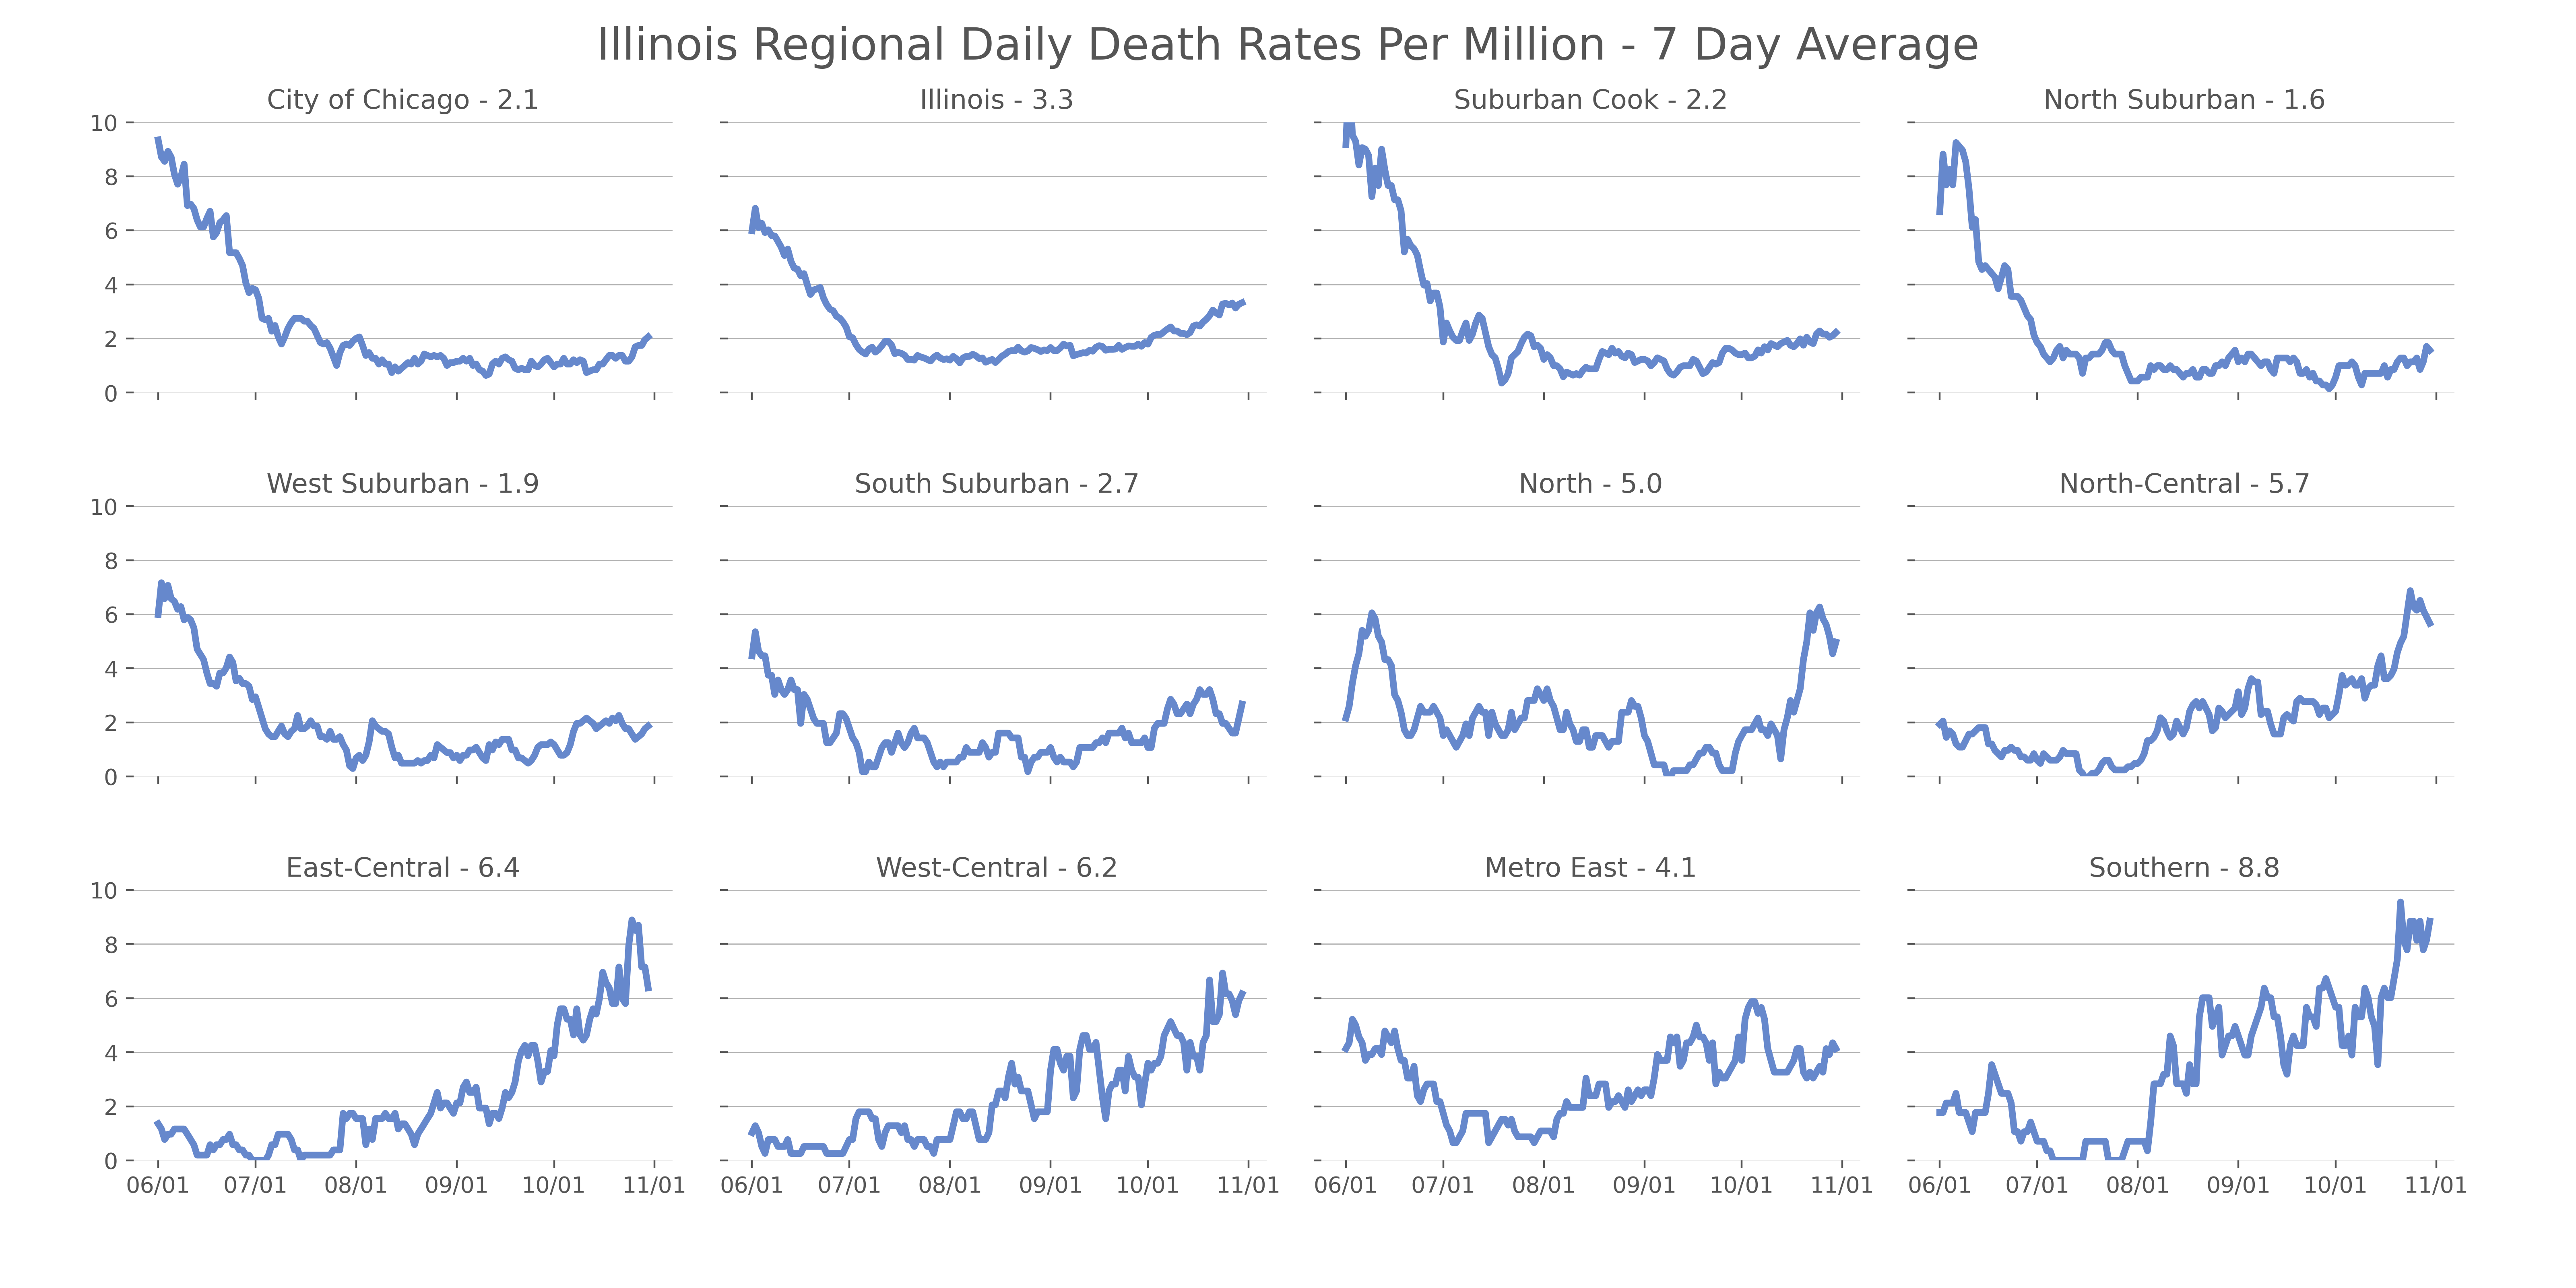 Illinois Regional Daily Death Rates Per Million - 7 Day Average
City of Chicago - 2.1
Illinois - 3.3
Suburban Cook - 2.2
North Suburban - 1.6
10
8
6
4
2
0
West Suburban - 1.9
South Suburban - 2.7
North - 5.0
North-Central - 5.7
10
8
6
4
2
0
East-Central - 6.4
West-Central - 6.2
Metro East - 4.1
Southern - 8.8
10
8
6
4
2
0
06/01 07/01 08/01 09/01 10/01 11/01
06/01 07/01 08/01 09/01 10/01 11/01
06/01 07/01 08/01 09/01 10/01 11/01
06/01 07/01 08/01 09/01 10/01 11/01